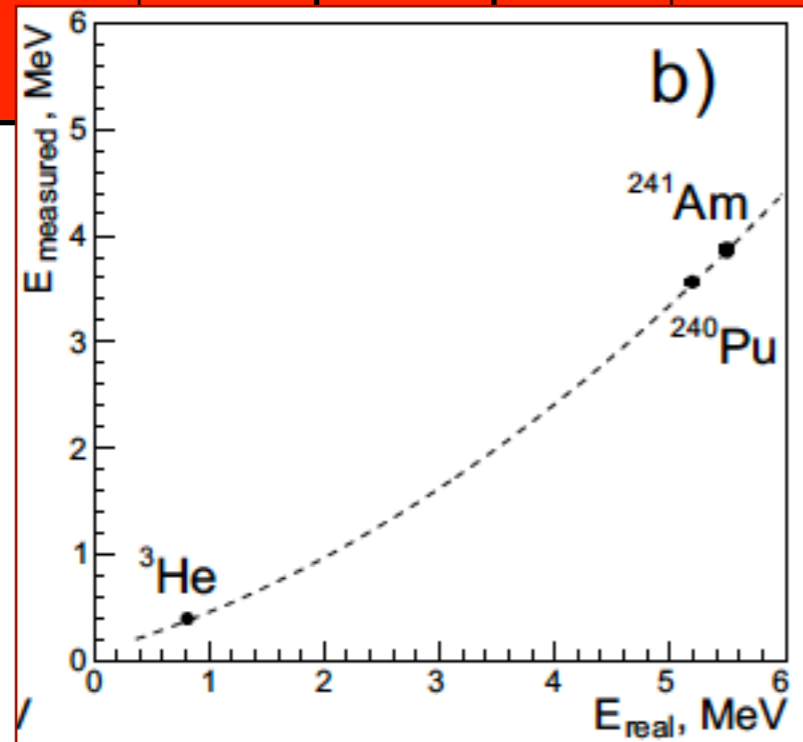 b)
E measured, MeV
6
5
4
3
2
1
0
²⁴¹Am
²⁴⁰Pu
³He
0 1 2 3 4 5 6
E real, MeV
V